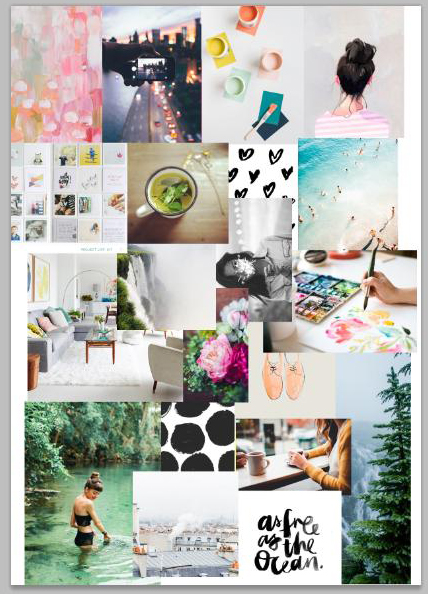 as free
as the
Ocean.